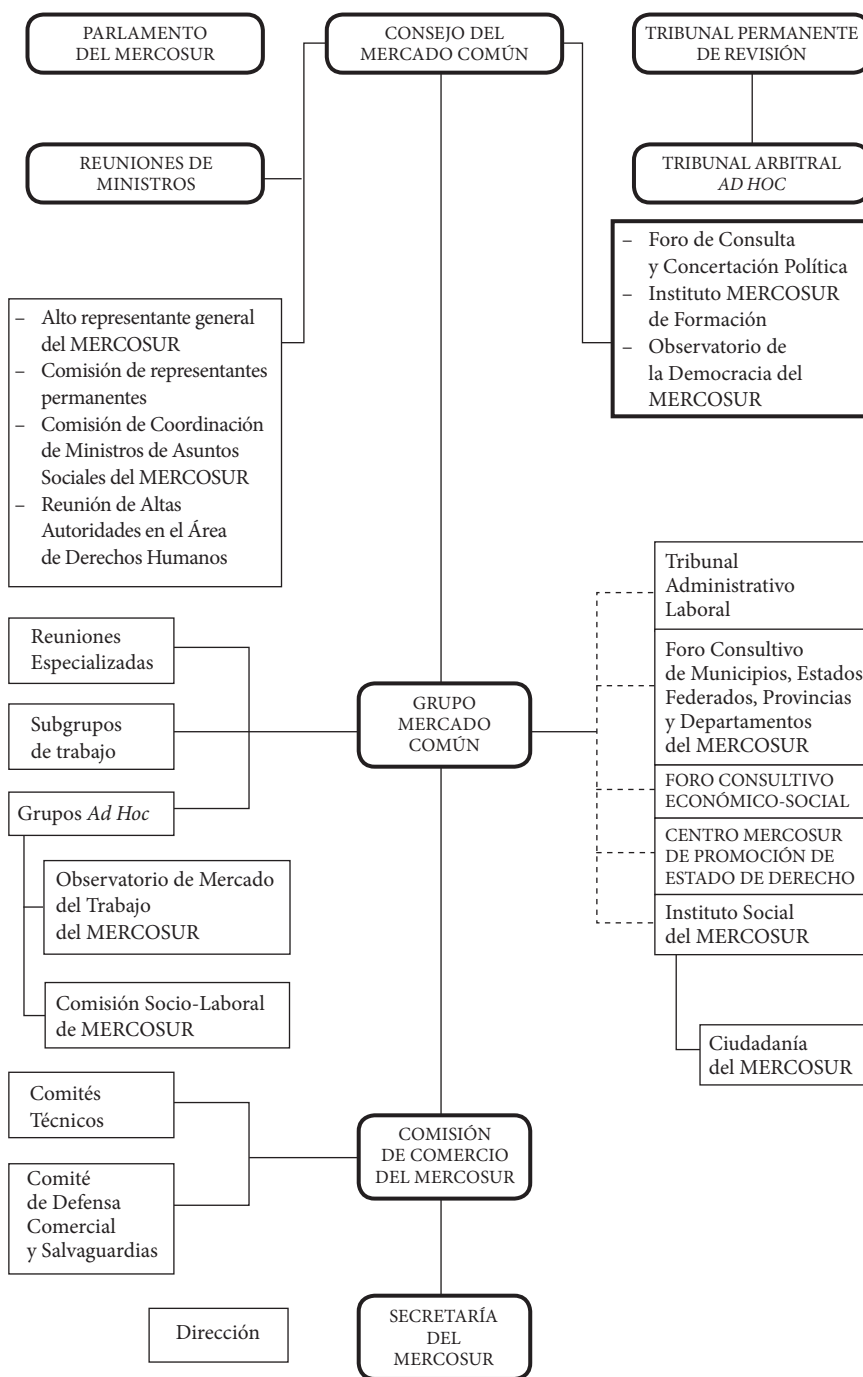 PARLAMENTO
DEL MERCOSUR
CONSEJO DEL
MERCADO COMÚN
TRIBUNAL PERMANENTE
DE REVISIÓN
REUNIONES DE
MINISTROS
TRIBUNAL ARBITRAL
AD HOC
– Foro de Consulta
y Concertación Política
– Instituto MERCOSUR
de Formación
– Observatorio de
la Democracia del
MERCOSUR
– Alto representante general
del MERCOSUR
– Comisión de representantes
permanentes
– Comisión de Coordinación
de Ministros de Asuntos
Sociales del MERCOSUR
– Reunión de Altas
Autoridades en el Área
de Derechos Humanos
Reuniones
Especializadas
Subgrupos
de trabajo
Grupos Ad Hoc
Observatorio de Mercado
del Trabajo
del MERCOSUR
Comisión Socio-Laboral
de MERCOSUR
GRUPO
MERCADO
COMÚN
Tribunal
Administrativo
Laboral
Foro Consultivo
de Municipios, Estados
Federados, Provincias
y Departamentos
del MERCOSUR
FORO CONSULTIVO
ECONÓMICO-SOCIAL
CENTRO MERCOSUR
DE PROMOCIÓN DE
ESTADO DE DERECHO
Instituto Social
del MERCOSUR
Ciudadanía
del MERCOSUR
Comités
Técnicos
Comité
de Defensa
Comercial
y Salvaguardias
COMISIÓN
DE COMERCIO
DEL MERCOSUR
Dirección
SECRETARÍA
DEL
MERCOSUR